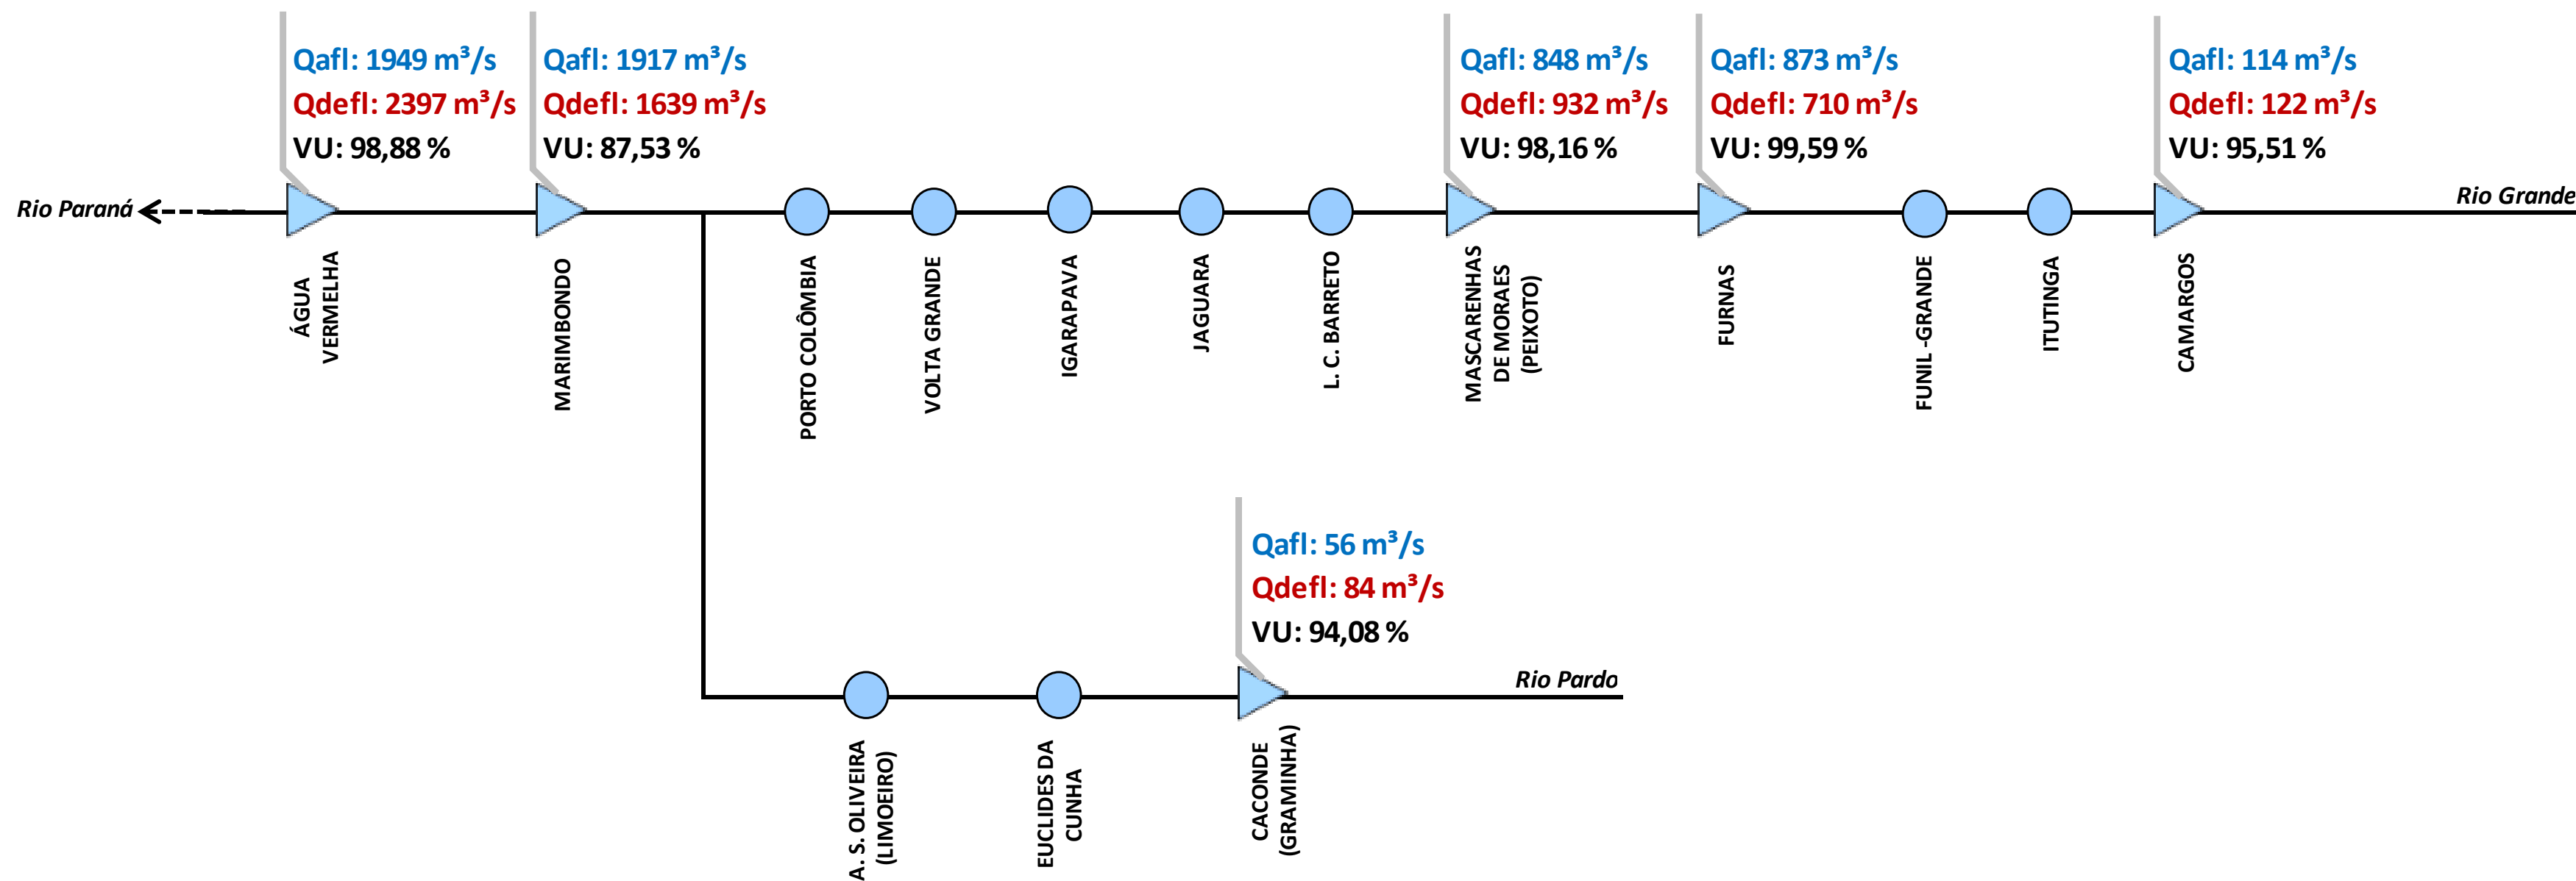 Qafl: 1949 m³/s
Qdefl: 2397 m³/s
VU: 98,88 %
Qafl: 1917 m³/s
Qdefl: 1639 m³/s
VU: 87,53 %
Qafl: 848 m³/s
Qdefl: 932 m³/s
VU: 98,16 %
Qafl: 873 m³/s
Qdefl: 710 m³/s
VU: 99,59 %
Qafl: 114 m³/s
Qdefl: 122 m³/s
VU: 95,51 %
Rio Paraná
Rio Grande
ÁGUA
VERMELHA
MARIMBONDO
PORTO COLÔMBIA
VOLTA GRANDE
IGARAPAVA
JAGUARA
L. C. BARRETO
MASCARENHAS
DE MORAES
(PEIXOTO)
FURNAS
FUNIL -GRANDE
ITUTINGA
CAMARGOS
Qafl: 56 m³/s
Qdefl: 84 m³/s
VU: 94,08 %
Rio Pardo
A. S. OLIVEIRA
(LIMOEIRO)
EUCLIDES DA
CUNHA
CACONDE
(GRAMINHA)